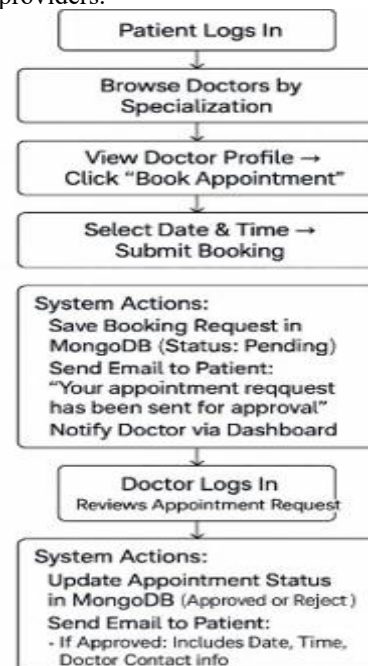 providers.
Patient Logs In
Browse Doctors by
Specialization
View Doctor Profile →
Click “Book Appointment”
Select Date & Time →
Submit Booking
System Actions:
Save Booking Request in
MongoDB (Status: Pending)
Send Email to Patient:
“Your appointment reqquest
has been sent for approval”
Notify Doctor via Dashboard
Doctor Logs In
Reviews Appointment Request
System Actions:
Update Appointment Status
in MongoDB (Approved or Reject)
Send Email to Patient:
- If Approved: Includes Date, Time,
Doctor Contact info